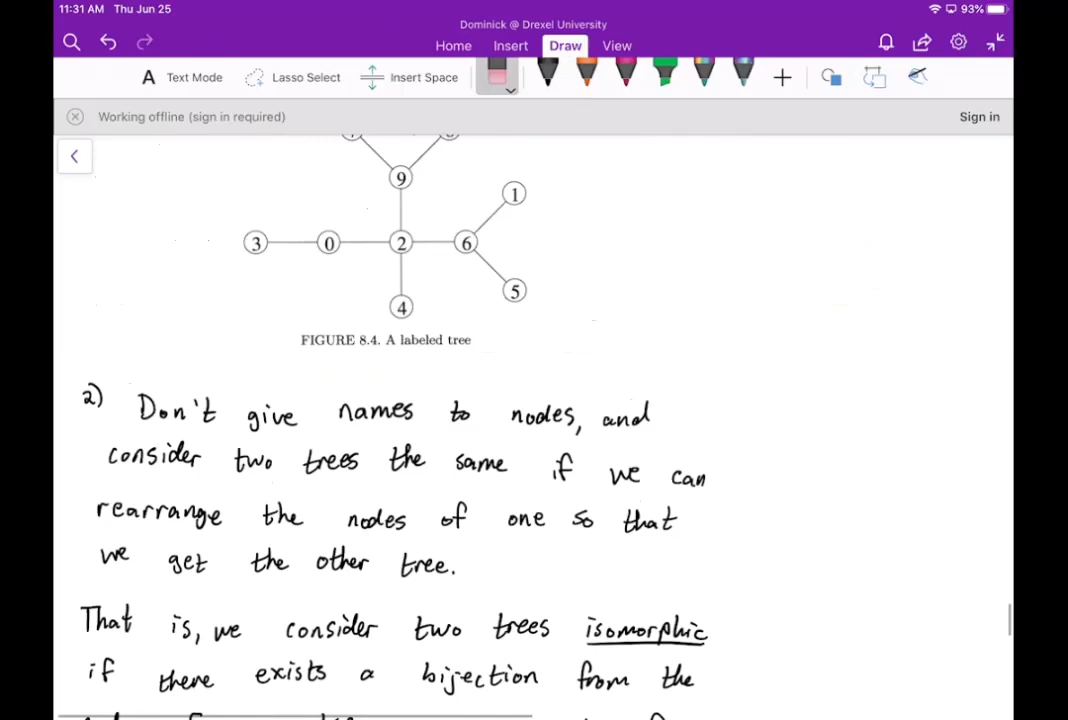 11:31 AM Thu Jun 25
93%
Dominick @ Drexel University
Home Insert Draw View
A Text Mode Lasso Select Insert Space
Working offline (sign in required) Sign in
9
1
3 0 2 6
5
4
FIGURE 8.4. A labeled tree
2) Don't give names to nodes, and
consider two trees the same if we can
rearrange the nodes of one so that
we get the other tree.
That is, we consider two trees isomorphic
if there exists a bijection from the